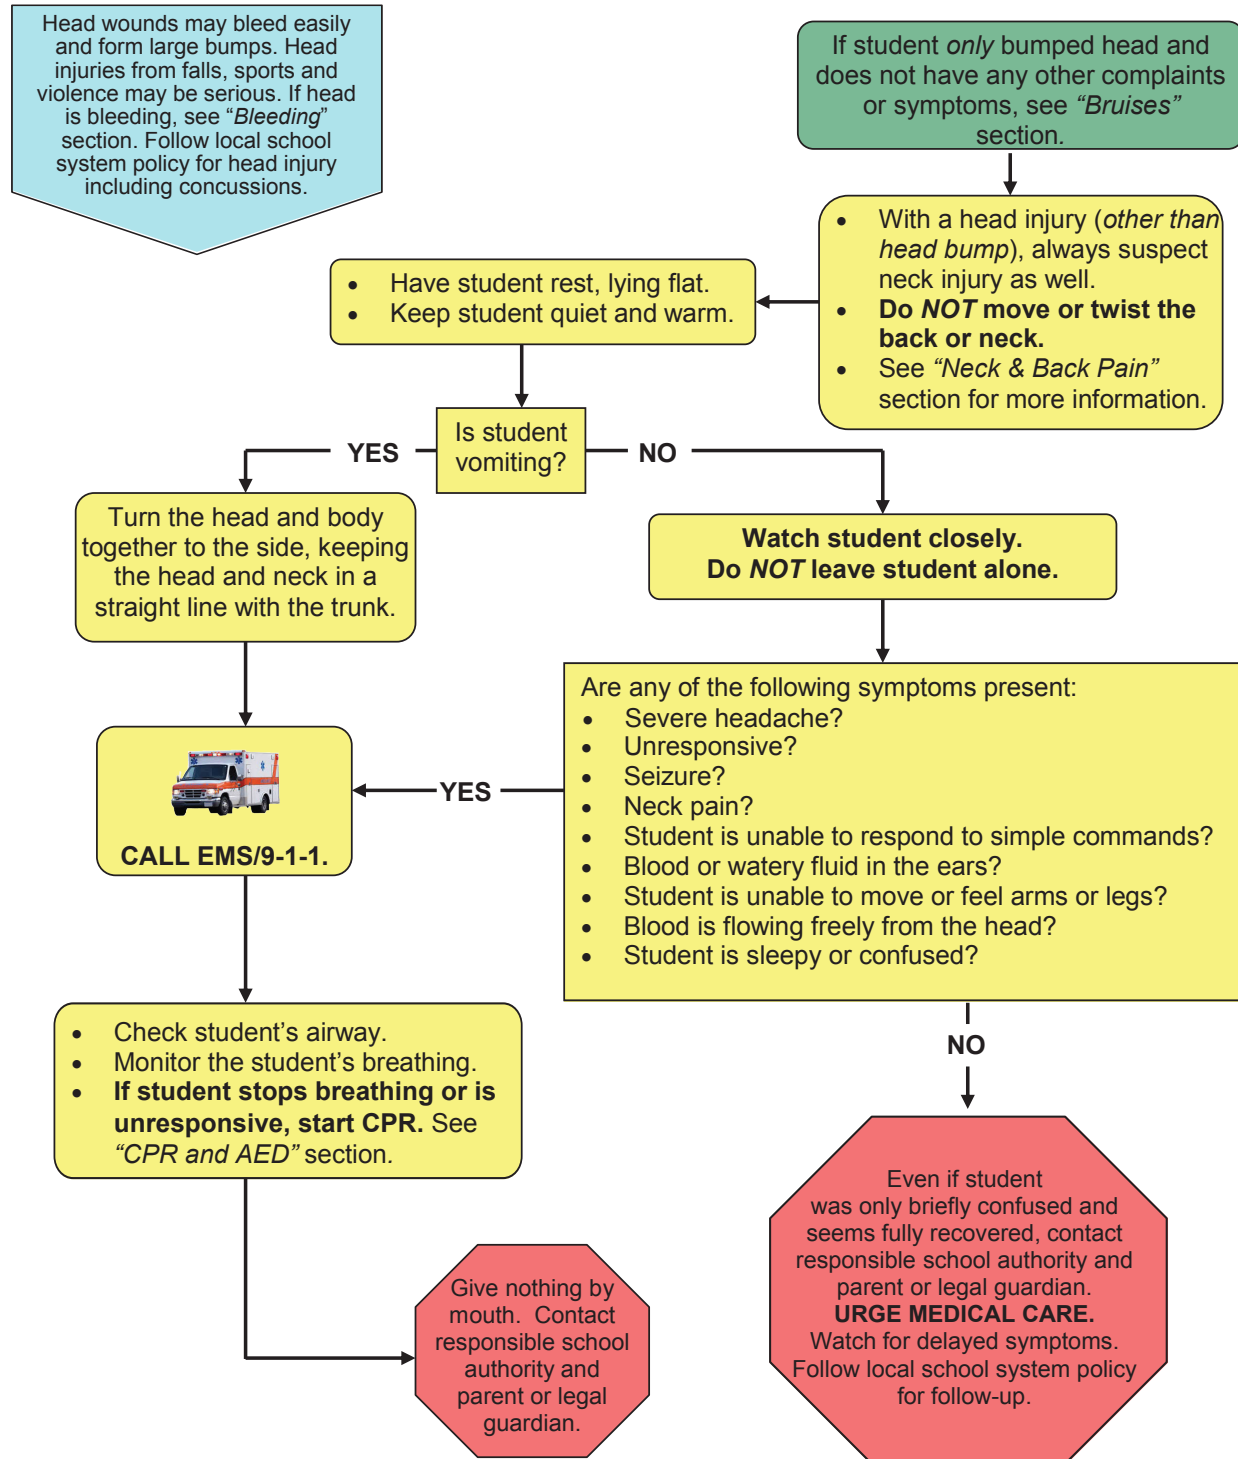 Head wounds may bleed easily
and form large bumps. Head
injuries from falls, sports and
violence may be serious. If head
is bleeding, see “Bleeding”
section. Follow local school
system policy for head injury
including concussions.
If student only bumped head and
does not have any other complaints
or symptoms, see “Bruises”
section.
• With a head injury (other than
head bump), always suspect
neck injury as well.
• Do NOT move or twist the
back or neck.
• See “Neck & Back Pain”
section for more information.
• Have student rest, lying flat.
• Keep student quiet and warm.
Is student
vomiting?
YES
NO
Turn the head and body
together to the side, keeping
the head and neck in a
straight line with the trunk.
Watch student closely.
Do NOT leave student alone.
Are any of the following symptoms present:
• Severe headache?
• Unresponsive?
• Seizure?
• Neck pain?
• Student is unable to respond to simple commands?
• Blood or watery fluid in the ears?
• Student is unable to move or feel arms or legs?
• Blood is flowing freely from the head?
• Student is sleepy or confused?
YES
CALL EMS/9-1-1.
NO
• Check student’s airway.
• Monitor the student’s breathing.
• If student stops breathing or is
unresponsive, start CPR. See
“CPR and AED” section.
Give nothing by
mouth. Contact
responsible school
authority and
parent or legal
guardian.
Even if student
was only briefly confused and
seems fully recovered, contact
responsible school authority and
parent or legal guardian.
URGE MEDICAL CARE.
Watch for delayed symptoms.
Follow local school system policy
for follow-up.